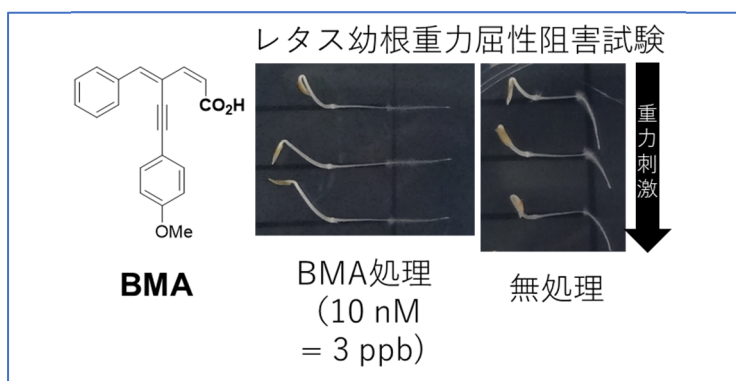 レタス幼根重力屈性阻害試験
CO₂H
OMe
BMA
BMA処理
(10 nM
= 3 ppb)
無処理
重力刺激